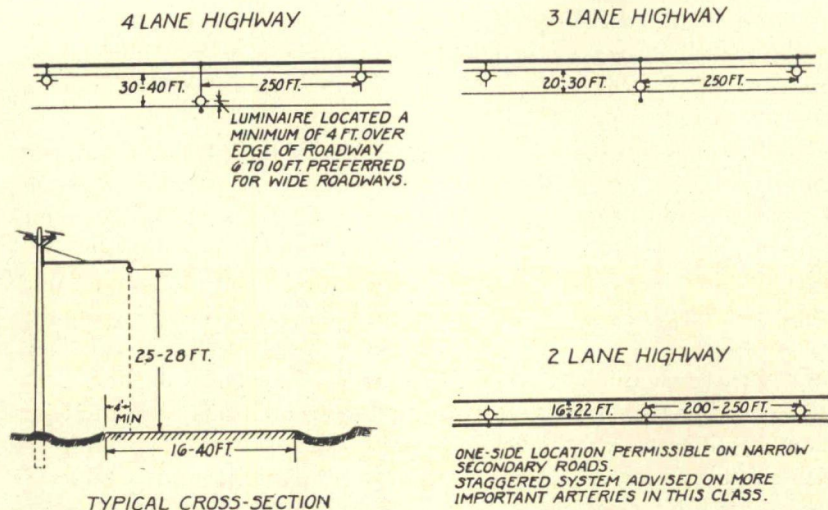 4 LANE HIGHWAY
30-40 FT.
250 FT.
LUMINAIRE LOCATED A
MINIMUM OF 4 FT. OVER
EDGE OF ROADWAY
6 TO 10 FT. PREFERRED
FOR WIDE ROADWAYS.
3 LANE HIGHWAY
20-30 FT.
250 FT.
25-28 FT.
4'
MIN
16-40 FT.
TYPICAL CROSS-SECTION
2 LANE HIGHWAY
16-22 FT.
200-250 FT.
ONE-SIDE LOCATION PERMISSIBLE ON NARROW
SECONDARY ROADS.
STAGGERED SYSTEM ADVISED ON MORE
IMPORTANT ARTERIES IN THIS CLASS.